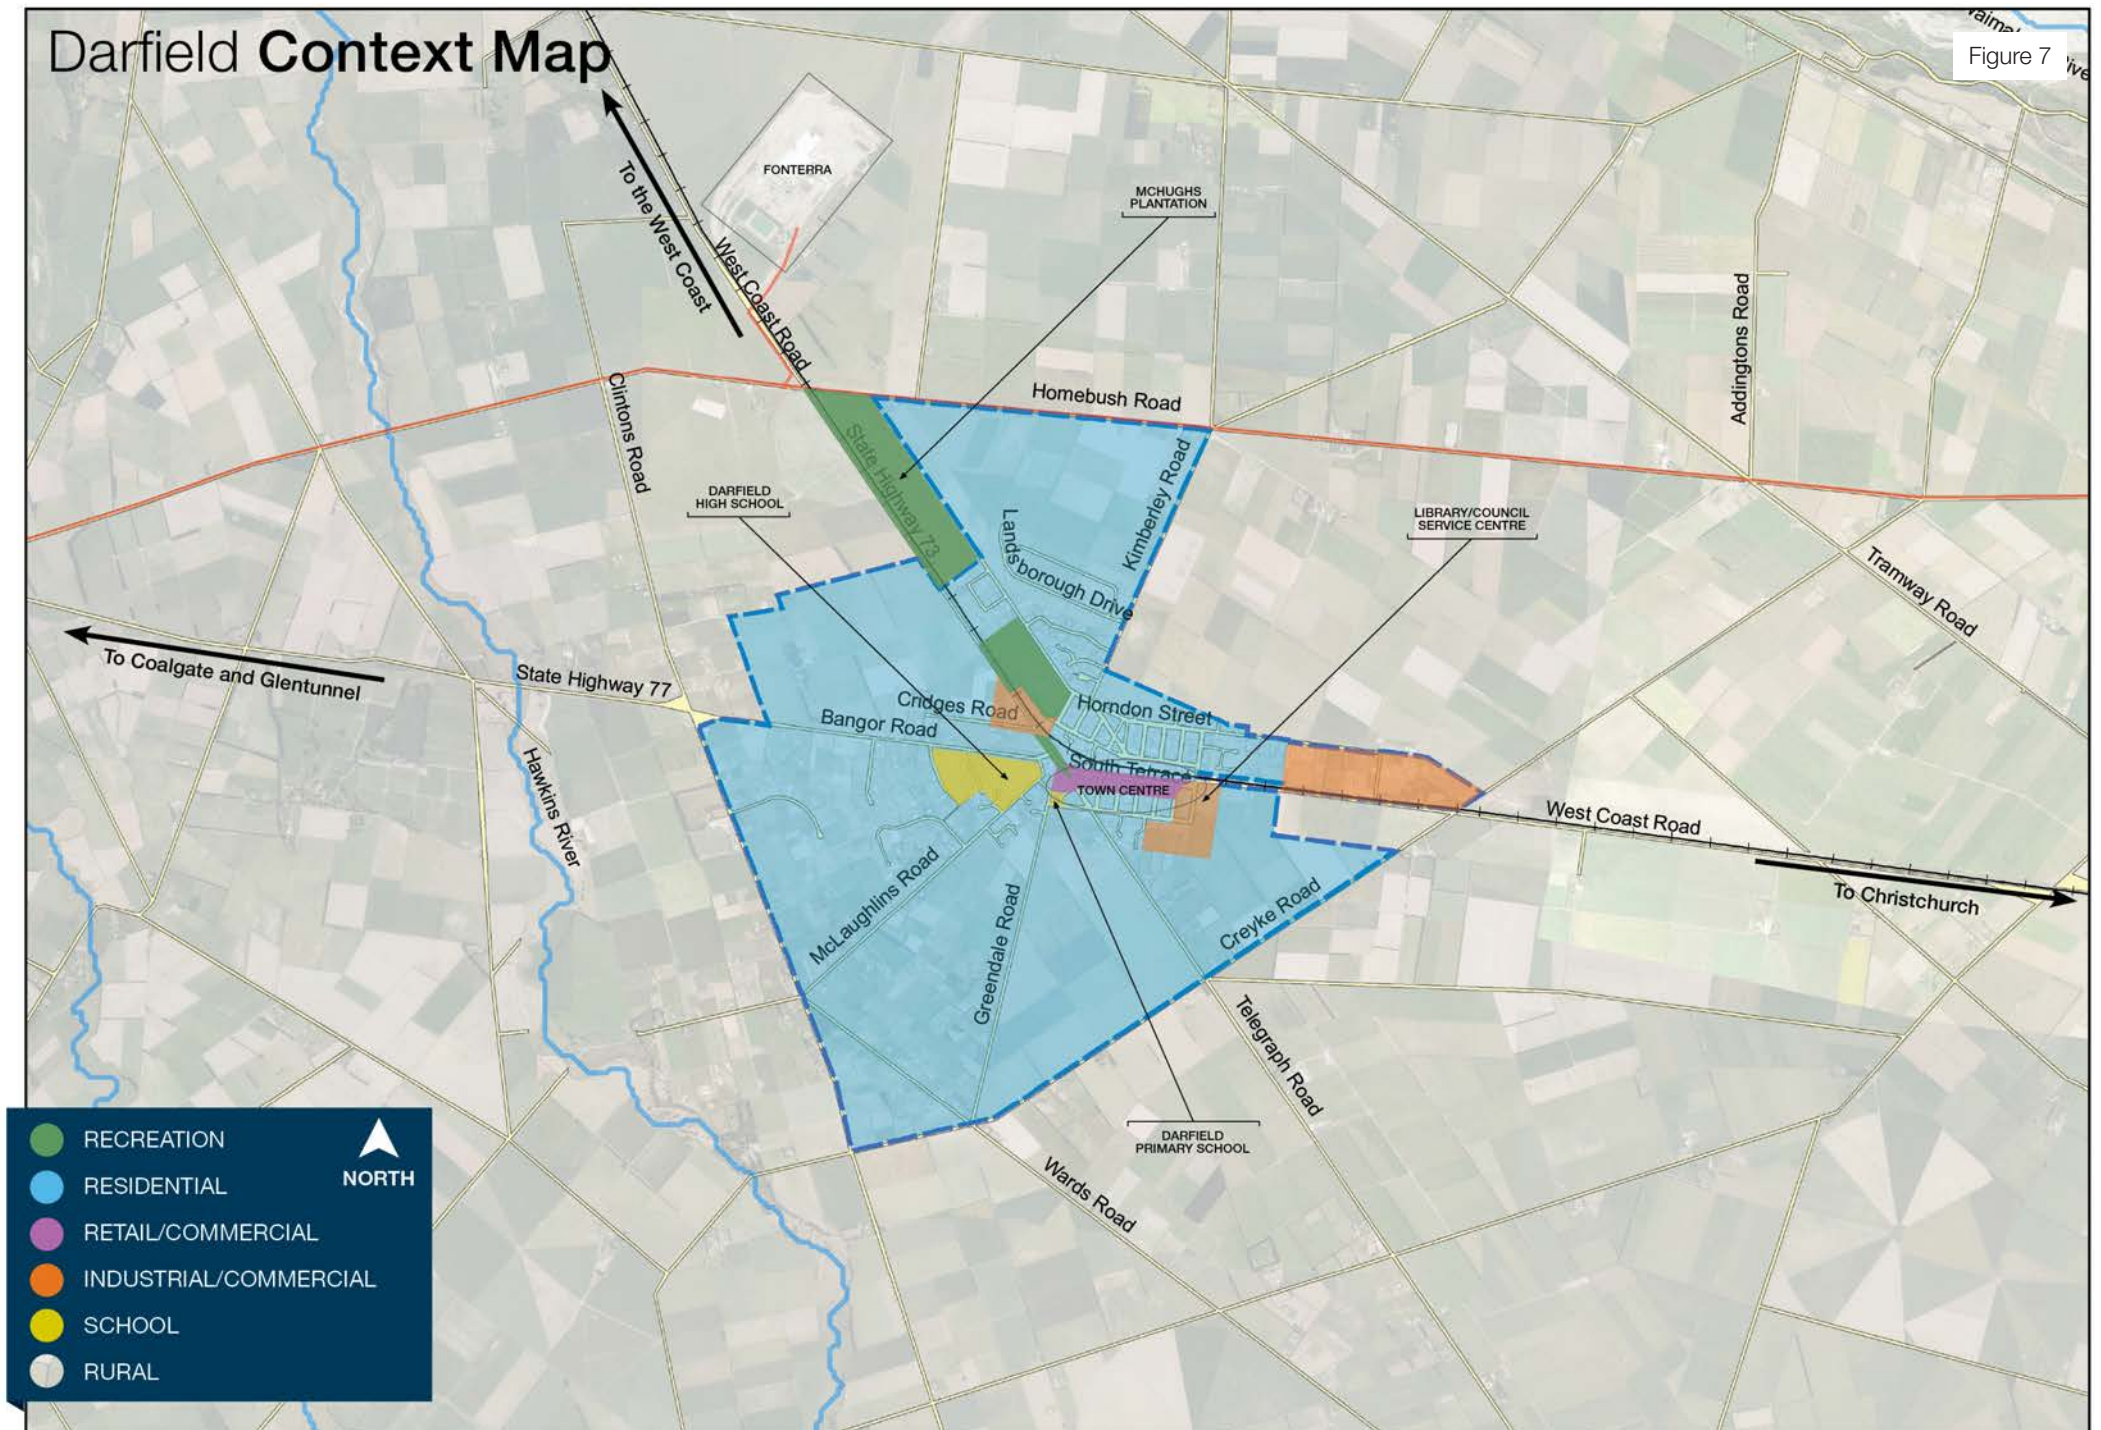 Darfield Context Map
Figure 7
FONTERRA
To the West Coast
West Coast Road
MCHUGHS
PLANTATION
Homebush Road
Addingtons Road
Clintons Road
State Highway 73
Kimberley Road
DARFIELD
HIGH SCHOOL
Landsborough Drive
LIBRARY/COUNCIL
SERVICE CENTRE
Tramway Road
To Coalgate and Glentunnel
State Highway 77
Cridges Road
Horndon Street
Bangor Road
South Terrace
TOWN CENTRE
Hawkins River
West Coast Road
To Christchurch
McLaughlins Road
Greendale Road
Creyke Road
Telegraph Road
DARFIELD
PRIMARY SCHOOL
Wards Road
RECREATION
RESIDENTIAL
RETAIL/COMMERCIAL
INDUSTRIAL/COMMERCIAL
SCHOOL
RURAL
NORTH